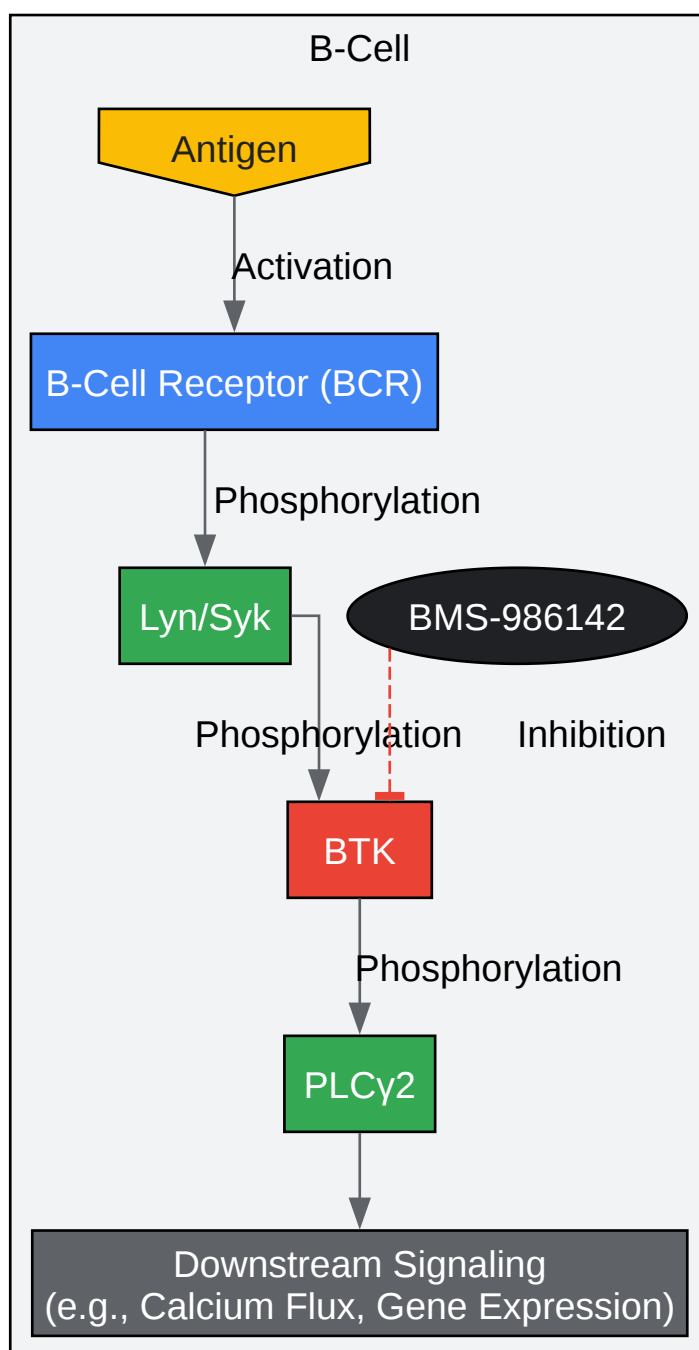 B-Cell
Antigen
Activation
B-Cell Receptor (BCR)
Phosphorylation
Lyn/Syk
BMS-986142
Phosphorylation
Inhibition
BTK
Phosphorylation
PLCγ2
Downstream Signaling
(e.g., Calcium Flux, Gene Expression)